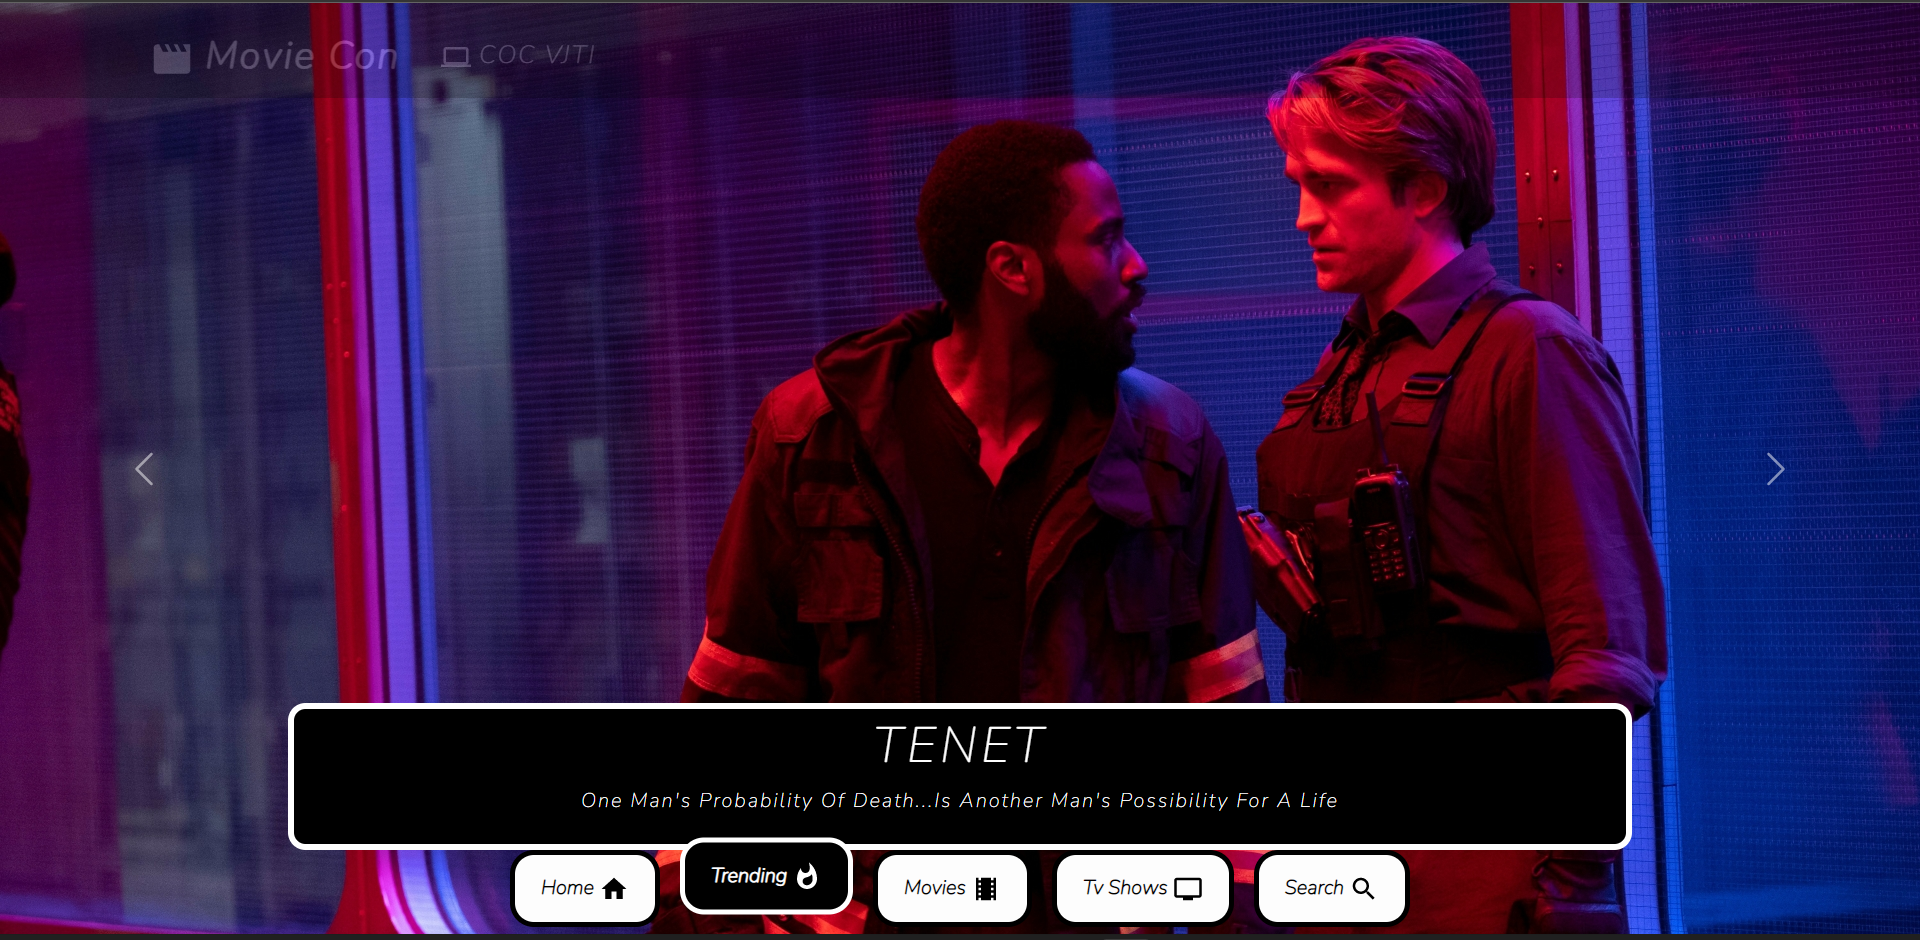 Movie Con COC VJTI
TENET
One Man's Probability Of Death...Is Another Man's Possibility For A Life
Home Trending Movies Tv Shows Search